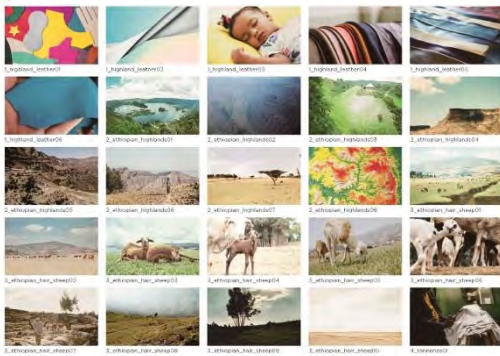 1_highland_leather01 1_highland_leather02 1_highland_leather03 1_highland_leather04 1_highland_leather05
1_highland_leather06 2_ethiopian_highlands01 2_ethiopian_highlands02 2_ethiopian_highlands03 2_ethiopian_highlands04
2_ethiopian_highlands05 2_ethiopian_highlands06 2_ethiopian_highlands07 2_ethiopian_highlands08 3_ethiopian_hair_sheep01
3_ethiopian_hair_sheep02 3_ethiopian_hair_sheep03 3_ethiopian_hair_sheep04 3_ethiopian_hair_sheep05 3_ethiopian_hair_sheep06
3_ethiopian_hair_sheep07 3_ethiopian_hair_sheep08 3_ethiopian_hair_sheep09 3_ethiopian_hair_sheep10 4_tanneries01